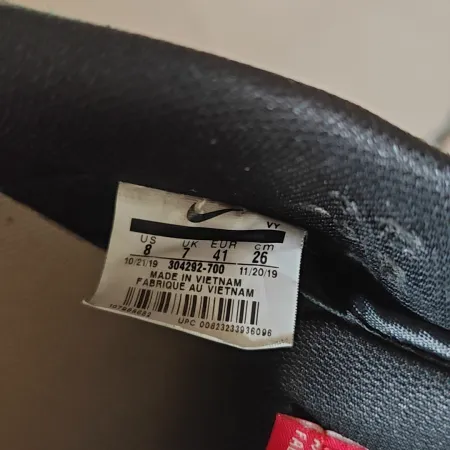 VY
US UK EUR cm
8 7 41 26
10/21/19 304292-700 11/20/19
MADE IN VIETNAM
FABRIQUE AU VIETNAM
UPC 00823233936096